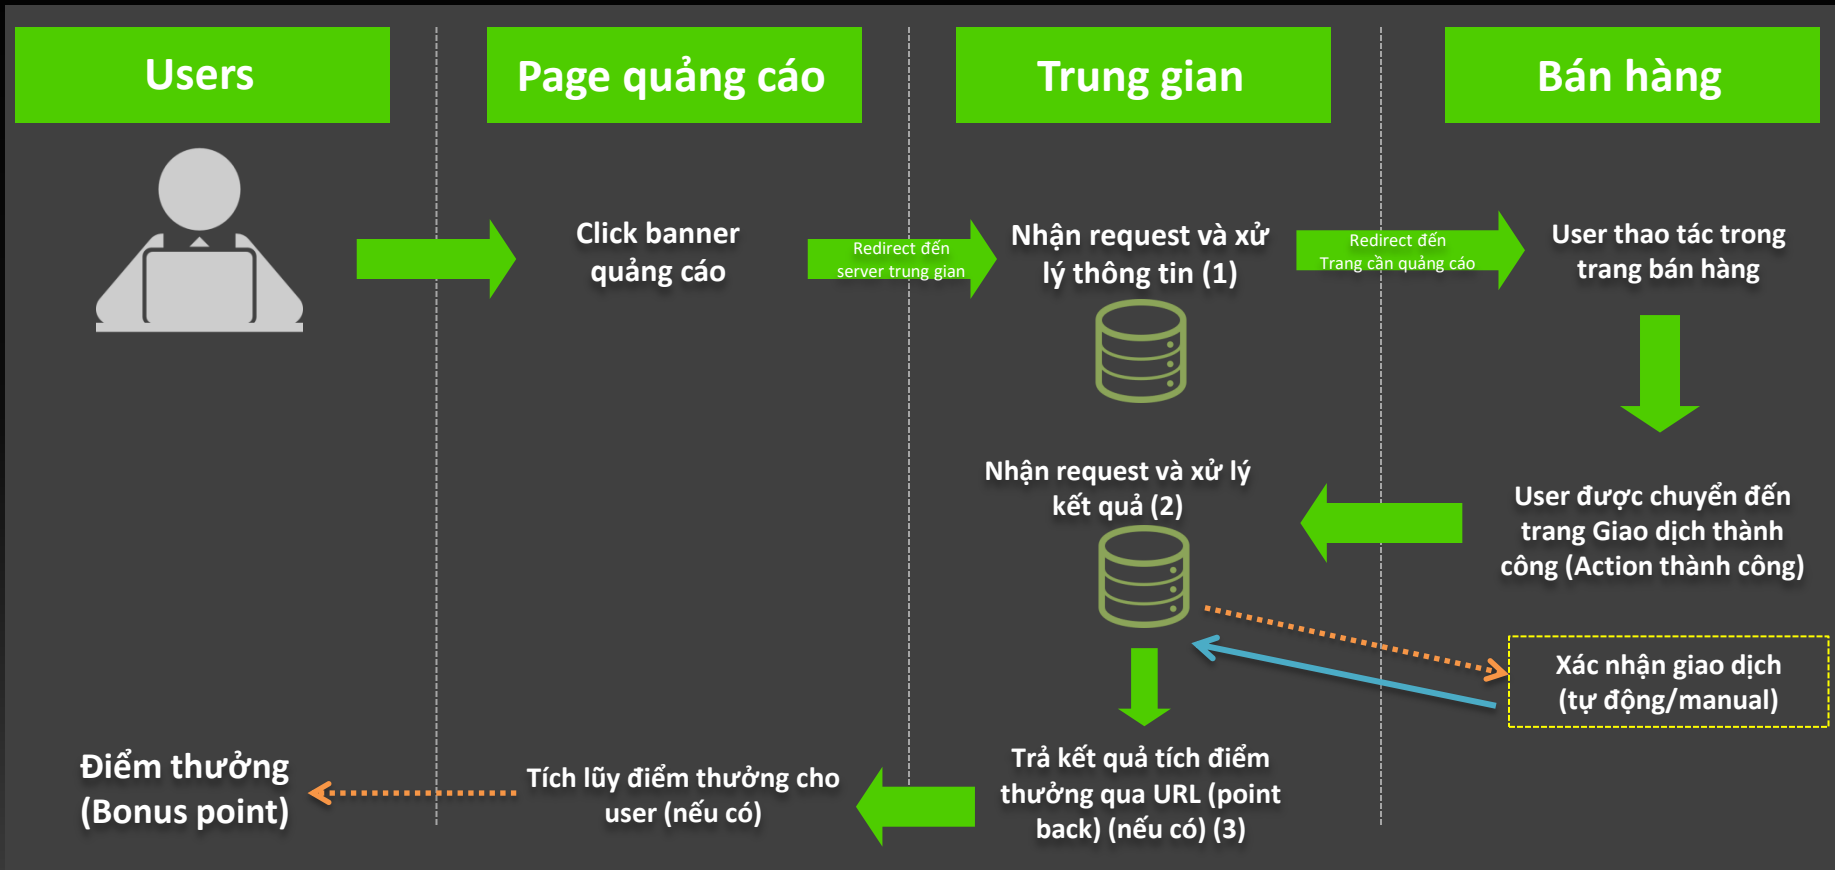 Users
Page quảng cáo
Trung gian
Bán hàng
Click banner
quảng cáo
Redirect đến
server trung gian
Nhận request và xử
lý thông tin (1)
Redirect đến
Trang cần quảng cáo
User thao tác trong
trang bán hàng
Nhận request và xử lý
kết quả (2)
User được chuyển đến
trang Giao dịch thành
công (Action thành công)
Xác nhận giao dịch
(tự động/manual)
Điểm thưởng
(Bonus point)
Tích lũy điểm thưởng cho
user (nếu có)
Trả kết quả tích điểm
thưởng qua URL (point
back) (nếu có) (3)